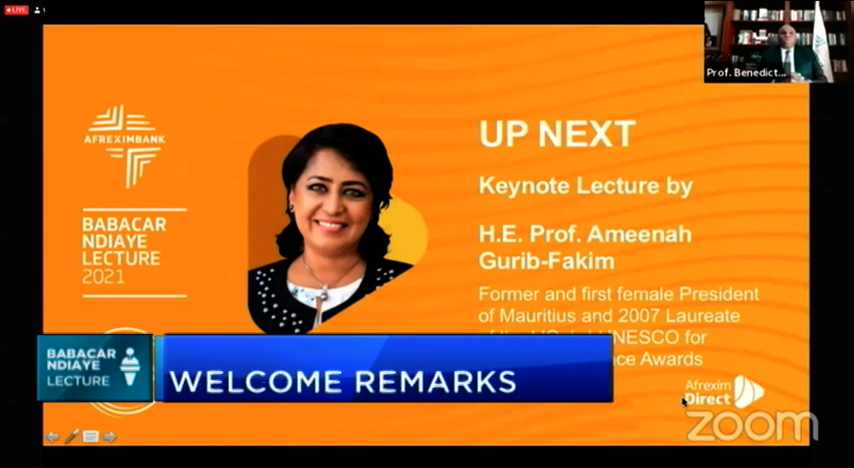 LIVE 1
Prof. Benedict...
AFREXIMBANK
BABACAR
NDIAYE
LECTURE
2021
UP NEXT
Keynote Lecture by
H.E. Prof. Ameenah
Gurib-Fakim
Former and first female President
of Mauritius and 2007 Laureate
UNESCO for
ce Awards
BABACAR
NDIAYE
LECTURE
WELCOME REMARKS
Afrexim
Direct
zoom